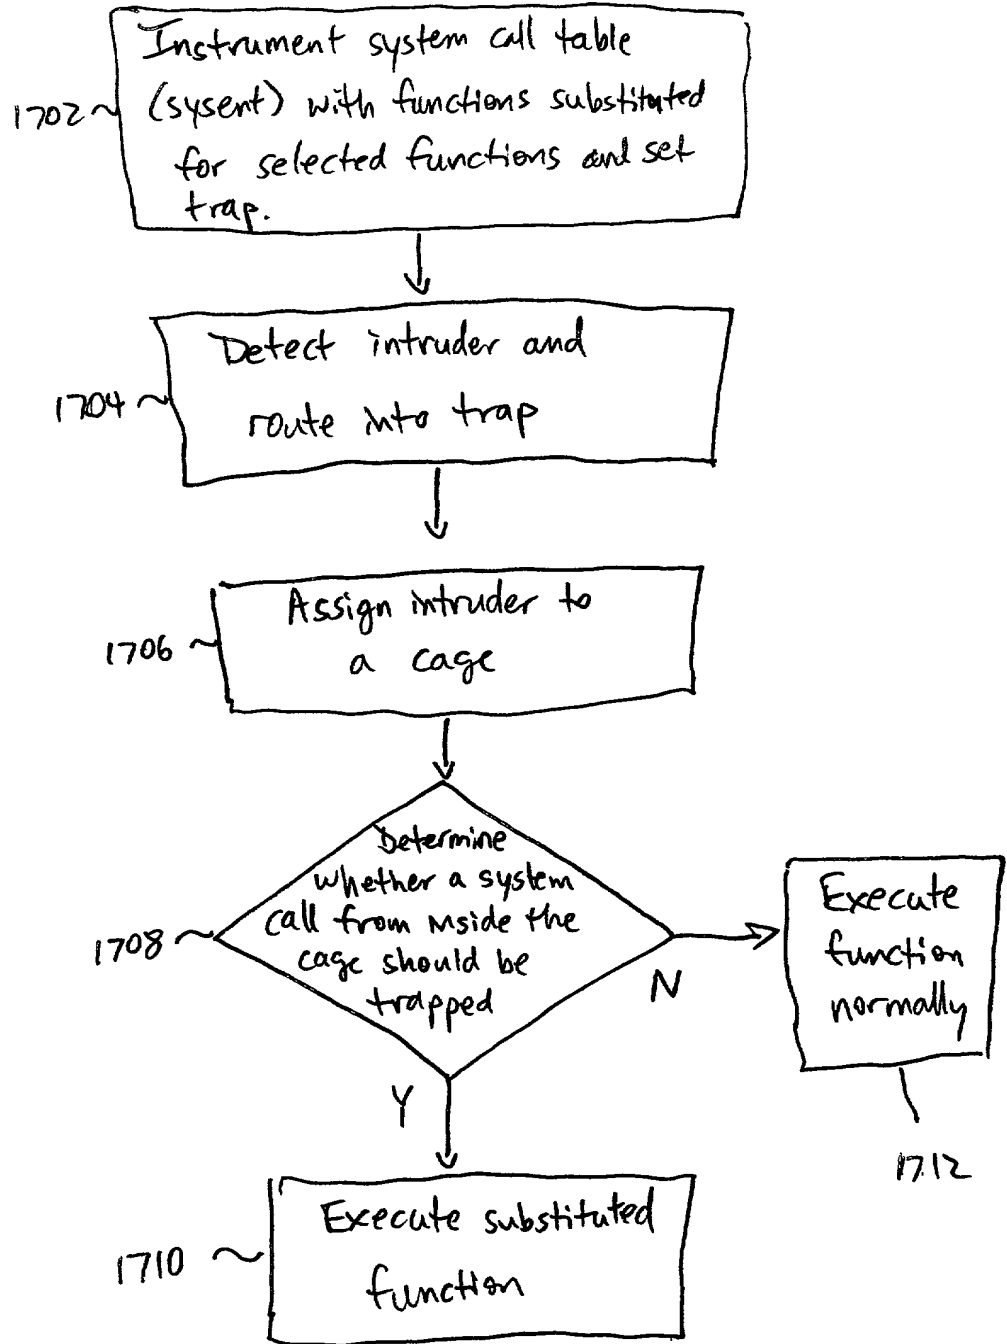 Instrument system call table
1702 (sysent) with functions substituted
for selected functions and set
trap.
Detect intruder and
1704
route into trap
Assign intruder to
1706
a cage
Determine
whether a system
call from inside the
1708
cage should be
trapped
N
Execute
function
normally
1712
Y
Execute substituted
1710
function